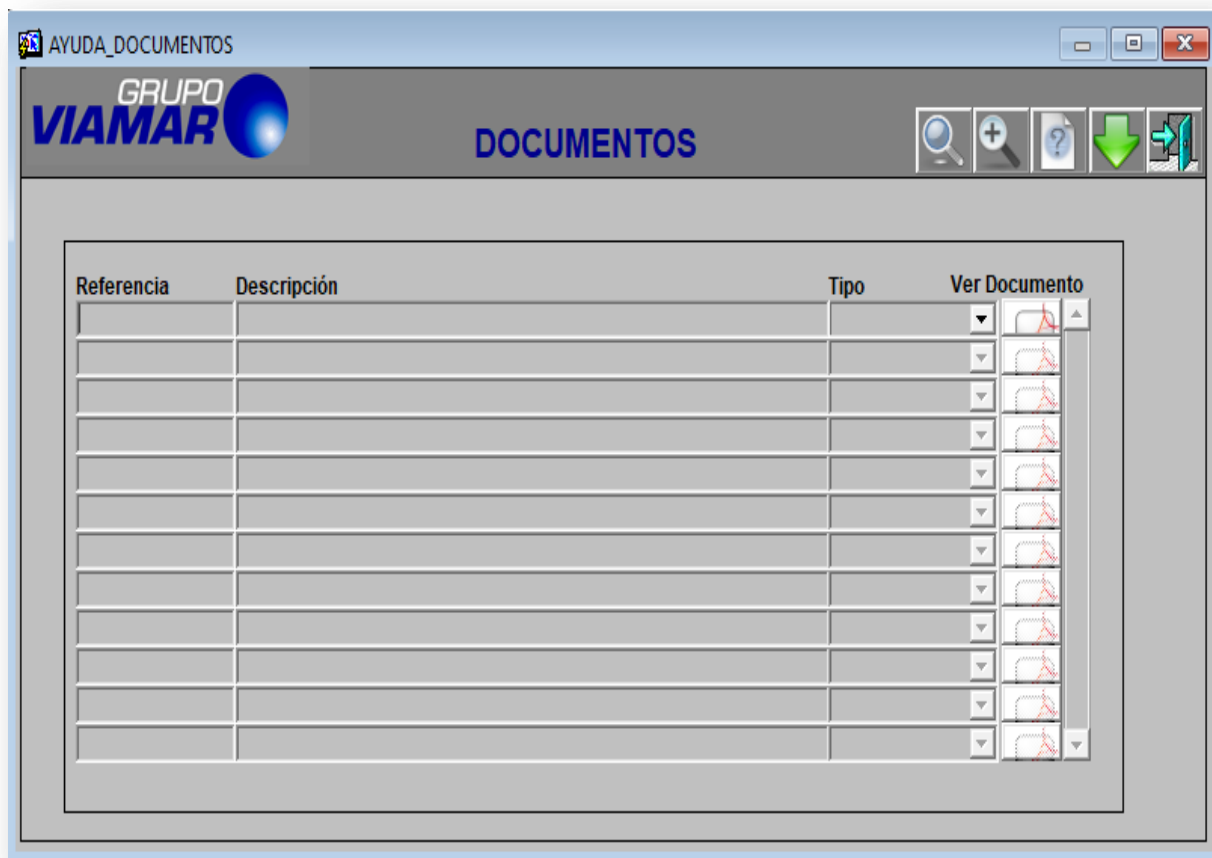 AYUDA_DOCUMENTOS
GRUPO
VIAMAR
DOCUMENTOS
Referencia Descripción Tipo Ver Documento